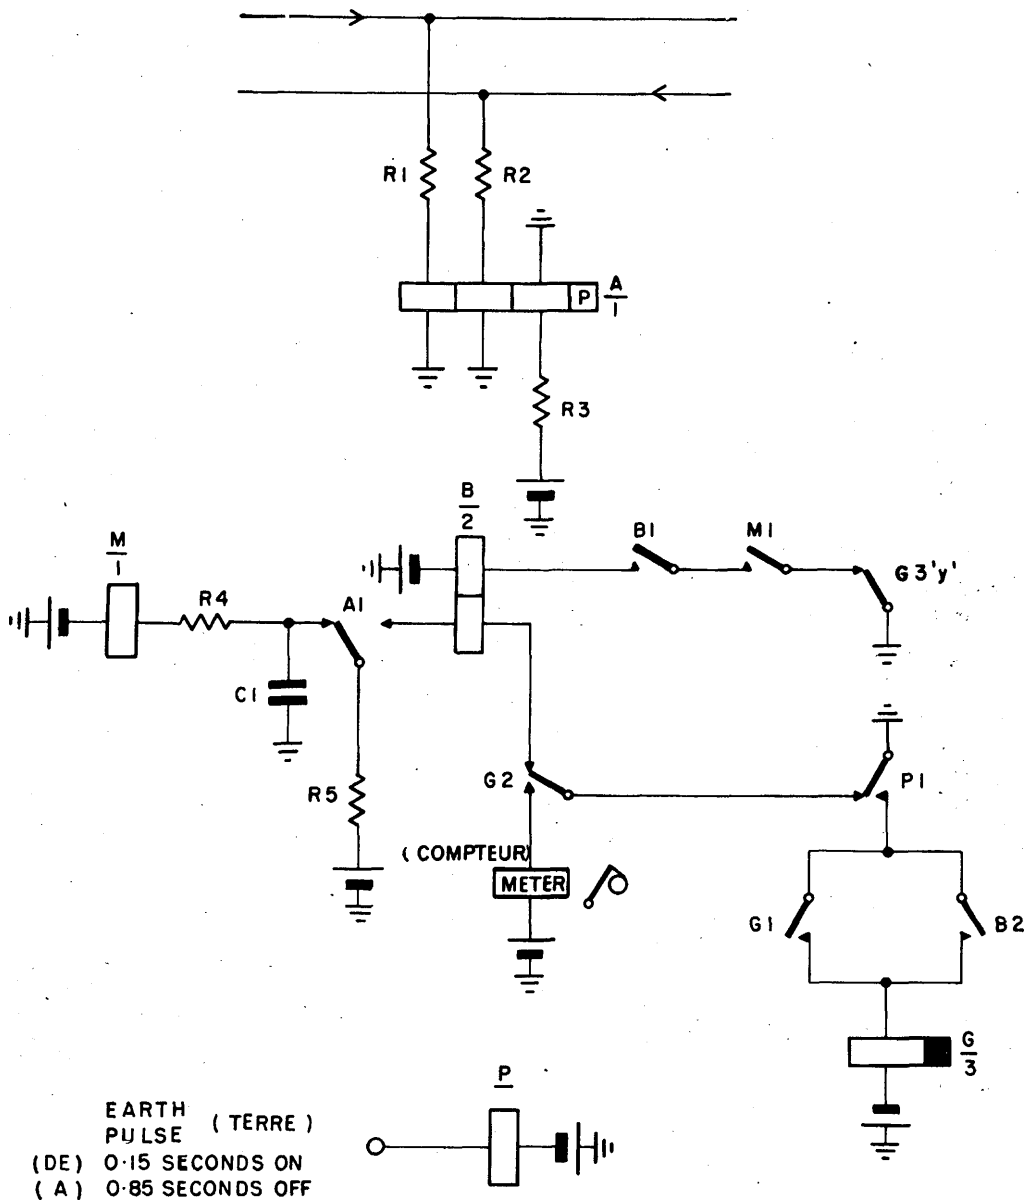 R1
R2
P
A
1
R3
B
2
B1
M1
G3'y'
M
1
R4
A1
C1
G2
P1
R5
(COMPTEUR)
METER
G1
B2
G
3
P
EARTH
PULSE (TERRE)
(DE) 0·15 SECONDS ON
(A) 0·85 SECONDS OFF